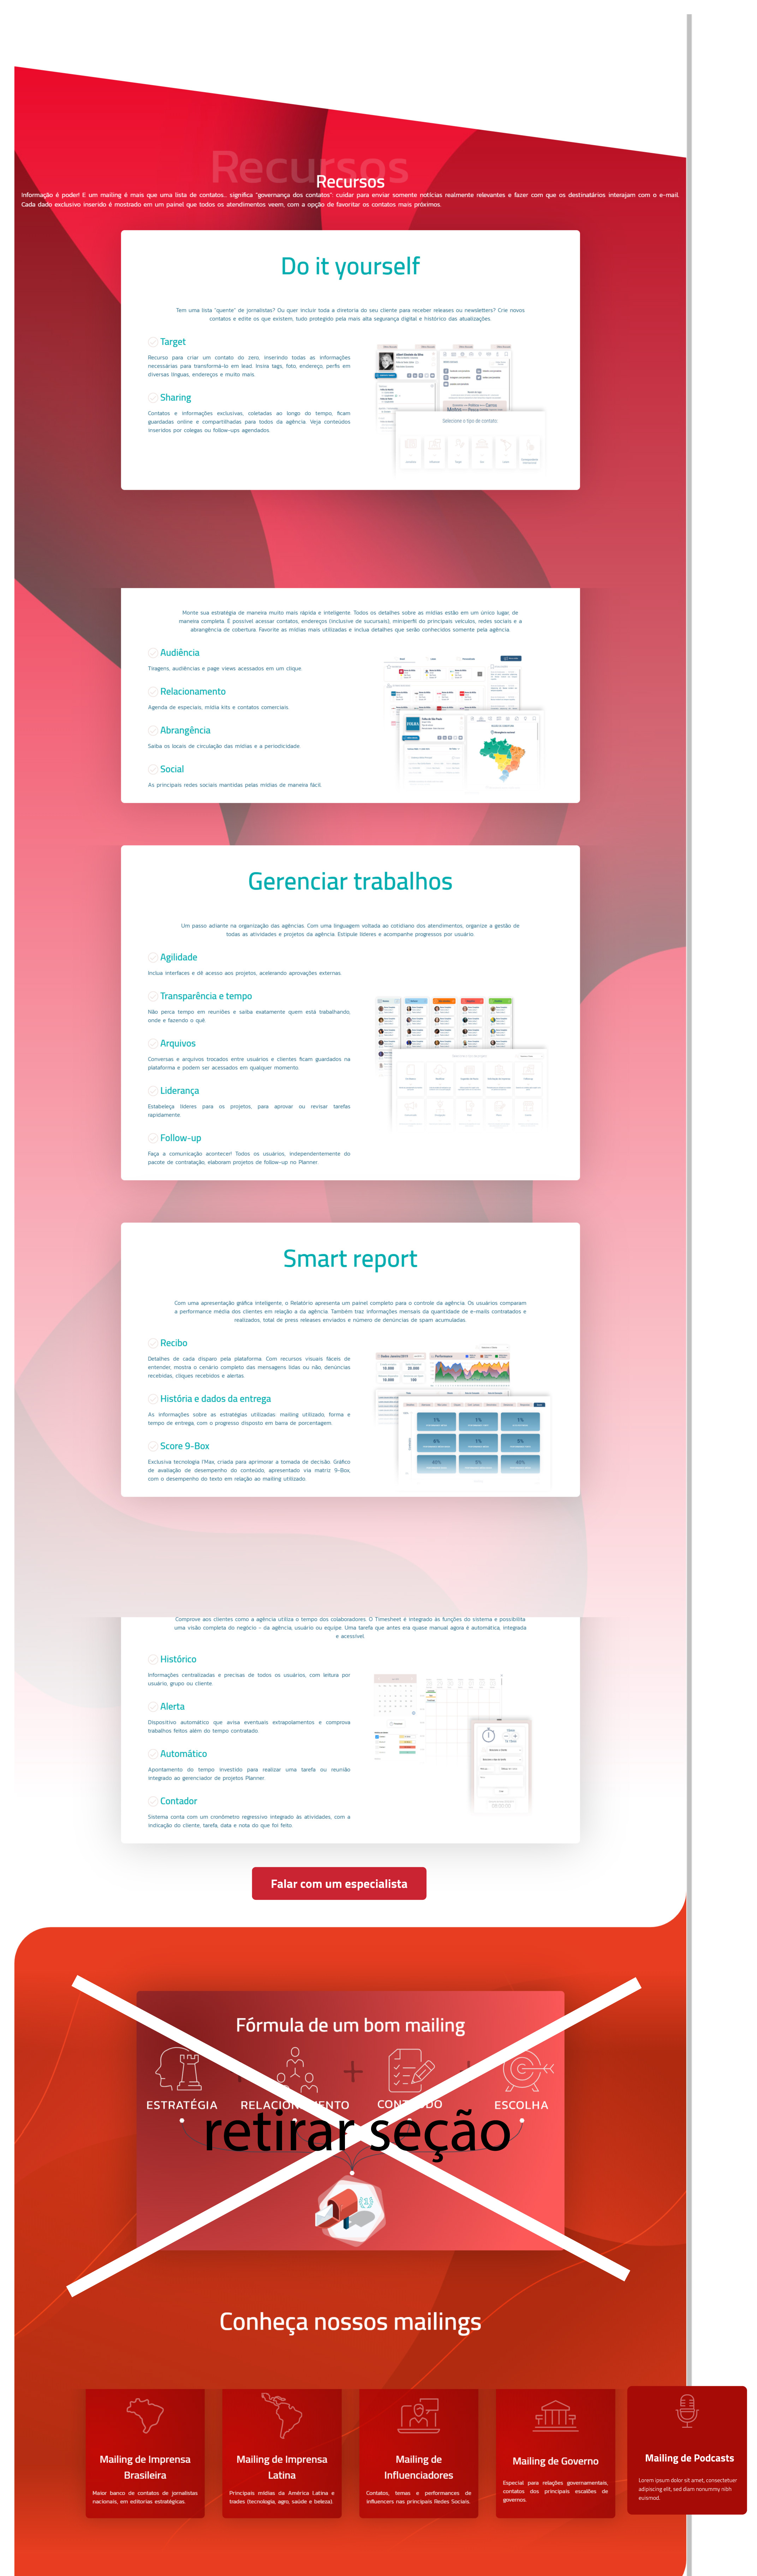 Recursos
Recursos
Informação é poder! E um mailing é mais que uma lista de contatos... significa "governança dos contatos": cuidar para enviar somente notícias realmente relevantes e fazer com que os destinatários interajam com o e-mail.
Cada dado exclusivo inserido é mostrado em um painel que todos os atendimentos veem, com a opção de favoritar os contatos mais próximos.
Do it yourself
Tem uma lista "quente" de jornalistas? Ou quer incluir toda a diretoria do seu cliente para receber releases ou newsletters? Crie novos
contatos e edite os que existem, tudo protegido pela mais alta segurança digital e histórico das atualizações.
Target
Recurso para criar um contato do zero, inserindo todas as informações
necessárias para transformá-lo em lead. Insira tags, foto, endereço, perfis em
diversas línguas, endereços e muito mais.
Sharing
Contatos e informações exclusivas, coletadas ao longo do tempo, ficam
guardadas online e compartilhadas para todos da agência. Veja conteúdos
inseridos por colegas ou follow-ups agendados.
Selecione o tipo de contato
Monte sua estratégia de maneira muito mais rápida e inteligente. Todos os detalhes sobre as mídias estão em um único lugar, de
maneira completa. É possível acessar contatos, endereços (inclusive de sucursais), miniperfil do principais veículos, redes sociais e a
abrangência de cobertura. Favorite as mídias mais utilizadas e inclua detalhes que serão conhecidos somente pela agência.
Audiência
Tiragens, audiências e page views acessados em um clique.
Relacionamento
Agenda de especiais, mídia kits e contatos comerciais.
Abrangência
Saiba os locais de circulação das mídias e a periodicidade
Social
As principais redes sociais mantidas pelas mídias de maneira fácil.
Gerenciar trabalhos
Um passo adiante na organização das agências. Com uma linguagem voltada ao cotidiano dos atendimentos, organize a gestão de
todas as atividades e projetos da agência. Estipule líderes e acompanhe progressos por usuário.
Agilidade
Inclua interfaces e dê acesso aos projetos, acelerando aprovações externas.
Transparência e tempo
Não perca tempo em reuniões e saiba exatamente quem está trabalhando;
onde e fazendo o quê.
Arquivos
Conversas e arquivos trocados entre usuários e clientes ficam guardados na
plataforma e podem ser acessados em qualquer momento.
Liderança
Estabeleça líderes para os projetos, para aprovar ou revisar tarefas
rapidamente.
Follow-up
Faça a comunicação acontecer! Todos os usuários, independentemente do
pacote de contratação, elaboram projetos de follow-up no Planner.
Smart report
Com uma apresentação gráfica inteligente, o Relatório apresenta um painel completo para o controle da agência. Os usuários comparam
a performance média dos clientes em relação a da agência. Também traz informações mensais da quantidade de e-mails contratados e
realizados, total de press releases enviados e número de denúncias de spam acumuladas.
Recibo
Detalhes de cada disparo pela plataforma. Com recursos visuais fáceis de
entender, mostra o cenário completo das mensagens lidas ou não, denúncias
recebidas, cliques recebidos e alertas.
História e dados da entrega
As informações sobre as estratégias utilizadas: mailing utilizado, forma e
tempo de entrega, com o progresso disposto em barra de porcentagem.
Score 9-Box
Exclusiva tecnologia I'Max, criada para aprimorar a tomada de decisão. Gráfico
de avaliação de desempenho do conteúdo, apresentado via matriz 9-Box,
com o desempenho do texto em relação ao mailing utilizado.
Comprove aos clientes como a agência utiliza o tempo dos colaboradores. O Timesheet é integrado às funções do sistema e possibilita
uma visão completa do negócio - da agência, usuário ou equipe. Uma tarefa que antes era quase manual agora é automática, integrada
e acessível.
Histórico
Informações centralizadas e precisas de todos os usuários, com leitura por
usuário, grupo ou cliente.
Alerta
Dispositivo automático que avisa eventuais extrapolamentos e comprova
trabalhos feitos além do tempo contratado.
Automático
Apontamento do tempo investido para realizar uma tarefa ou reunião
integrado ao gerenciador de projetos Planner.
Contador
Sistema conta com um cronômetro regressivo integrado às atividades, com a
indicação do cliente, tarefa, data e nota do que foi feito.
Falar com um especialista
Fórmula de um bom mailing
ESTRATÉGIA RELACIONAMENTO CONTEÚDO ESCOLHA
retirar seção
Conheça nossos mailings
Mailing de Imprensa
Brasileira
Maior banco de contatos de jornalistas
nacionais, em editorias estratégicas.
Mailing de Imprensa
Latina
Principais mídias da América Latina e
trades (tecnologia, agro, saúde e beleza).
Mailing de
Influenciadores
Contatos, temas e performances de
influencers nas principais Redes Sociais.
Mailing de Governo
Especial para relações governamentais,
contatos dos principais escalões de
governos.
Mailing de Podcasts
Lorem ipsum dolor sit amet, consectetuer
adipiscing elit, sed diam nonummy nibh
euismod.